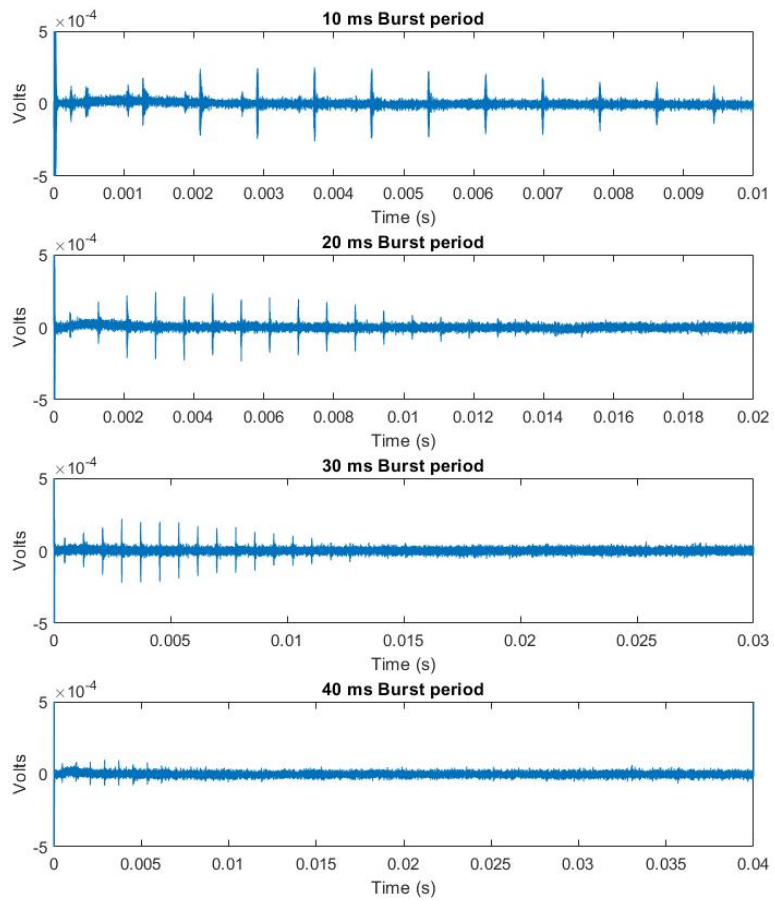 10 ms Burst period
×10⁻⁴
5
0
-5
Volts
0 0.001 0.002 0.003 0.004 0.005 0.006 0.007 0.008 0.009 0.01
Time (s)
20 ms Burst period
×10⁻⁴
5
0
-5
Volts
0 0.002 0.004 0.006 0.008 0.01 0.012 0.014 0.016 0.018 0.02
Time (s)
30 ms Burst period
×10⁻⁴
5
0
-5
Volts
0 0.005 0.01 0.015 0.02 0.025 0.03
Time (s)
40 ms Burst period
×10⁻⁴
5
0
-5
Volts
0 0.005 0.01 0.015 0.02 0.025 0.03 0.035 0.04
Time (s)